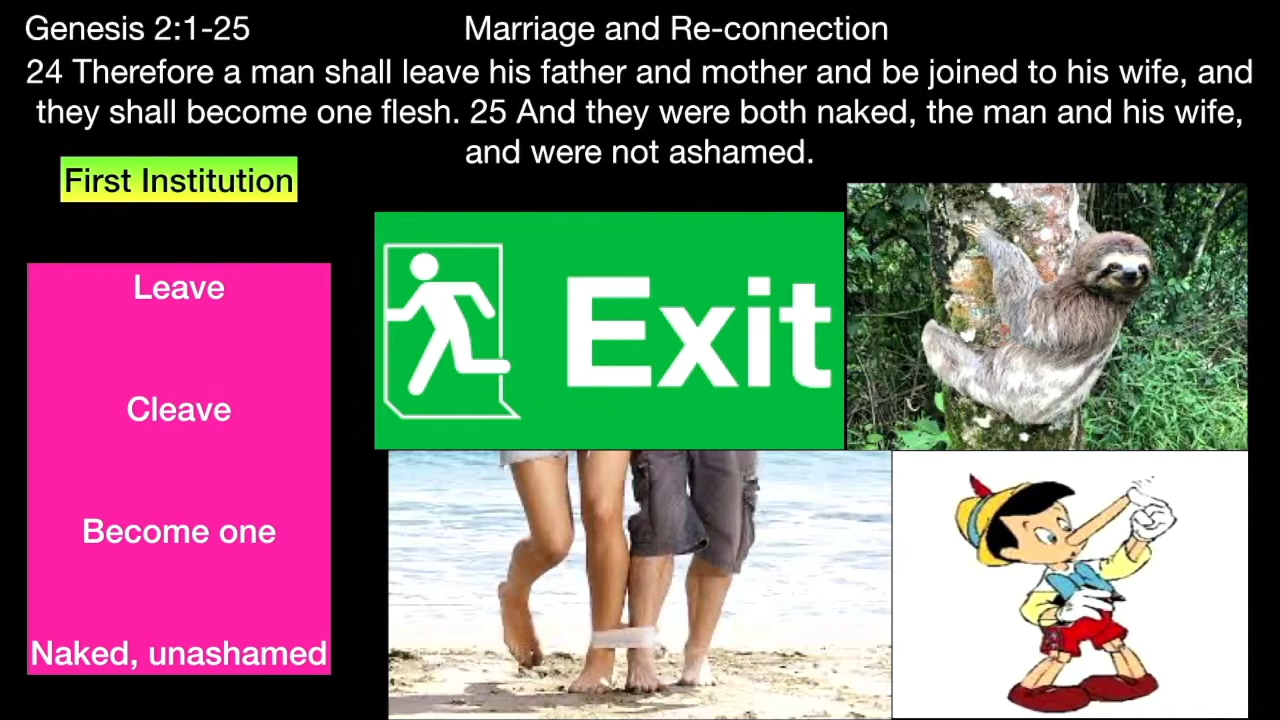 Genesis 2:1-25
Marriage and Re-connection
24 Therefore a man shall leave his father and mother and be joined to his wife, and
they shall become one flesh. 25 And they were both naked, the man and his wife,
and were not ashamed.
First Institution
Leave
Cleave
Become one
Naked, unashamed
Exit